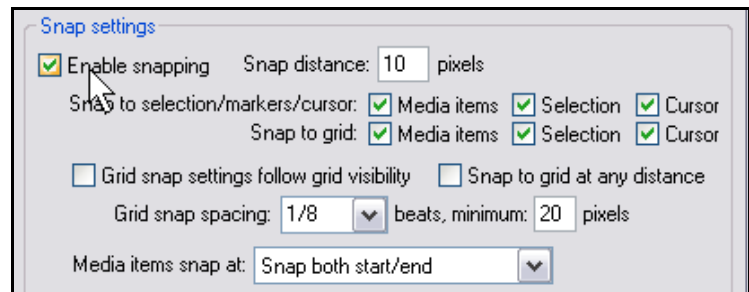 Snap settings
Enable snapping Snap distance: 10 pixels
Snap to selection/markers/cursor: Media items Selection Cursor
Snap to grid: Media items Selection Cursor
Grid snap settings follow grid visibility Snap to grid at any distance
Grid snap spacing: 1/8 beats, minimum: 20 pixels
Media items snap at: Snap both start/end